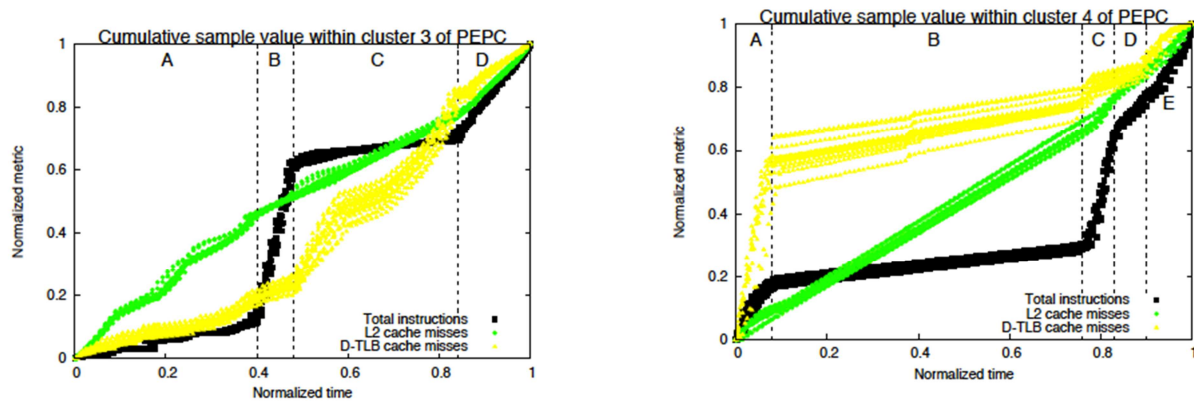 Cumulative sample value within cluster 3 of PEPC
1
A
B
C
D
0.8
0.6
0.4
0.2
0
Normalized metric
Total instructions
L2 cache misses
D-TLB cache misses
0
0.2
0.4
0.6
0.8
1
Normalized time
Cumulative sample value within cluster 4 of PEPC
1
A
B
C
D
E
0.8
0.6
0.4
0.2
0
Normalized metric
Total instructions
L2 cache misses
D-TLB cache misses
0
0.2
0.4
0.6
0.8
1
Normalized time